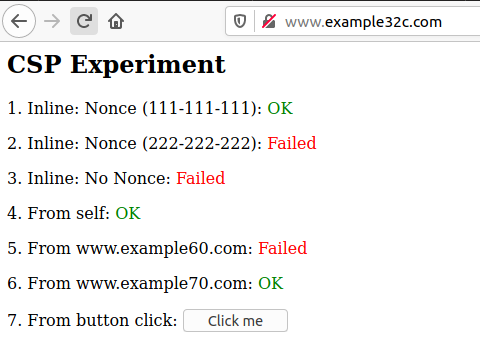 www.example32c.com
CSP Experiment
1. Inline: Nonce (111-111-111): OK
2. Inline: Nonce (222-222-222): Failed
3. Inline: No Nonce: Failed
4. From self: OK
5. From www.example60.com: Failed
6. From www.example70.com: OK
7. From button click: Click me